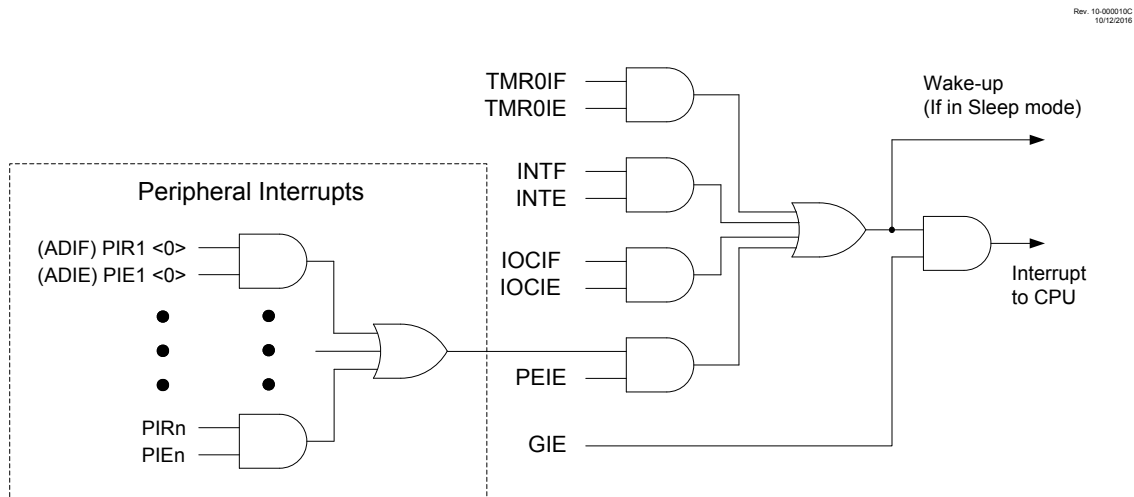 Rev. 10-000010C
10/12/2016
TMR0IF
TMR0IE
Wake-up
(If in Sleep mode)
INTF
INTE
Peripheral Interrupts
(ADIF) PIR1 <0>
(ADIE) PIE1 <0>
IOCIF
IOCIE
Interrupt
to CPU
PEIE
PIRn
PIEn
GIE